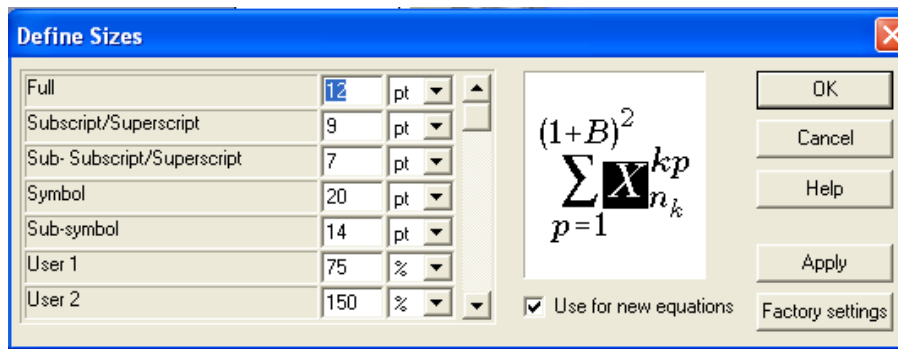 Define Sizes
Full 12 pt
Subscript/Superscript 9 pt
Sub- Subscript/Superscript 7 pt
Symbol 20 pt
Sub-symbol 14 pt
User 1 75 %
User 2 150 %
(1+B)²
∑ X kp
n k
p=1
Use for new equations
OK
Cancel
Help
Apply
Factory settings